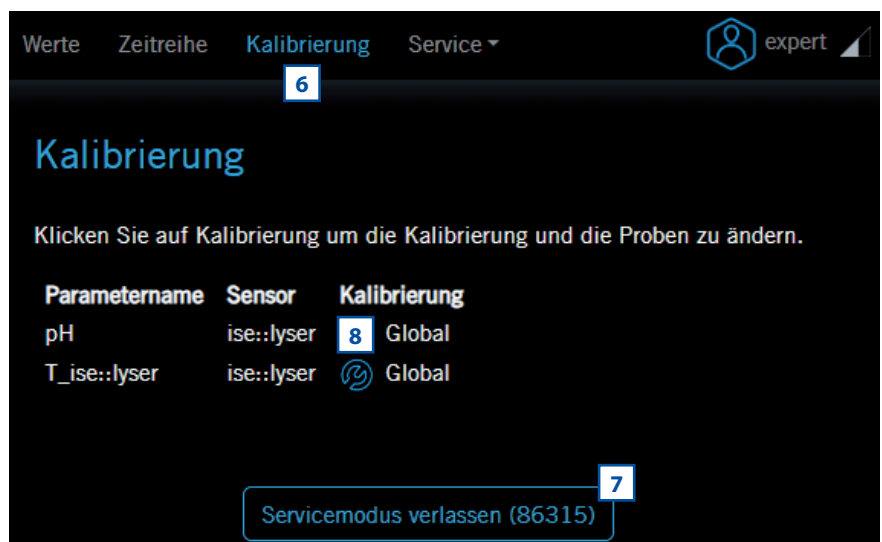 Werte Zeitreihe Kalibrierung Service expert
6
Kalibrierung
Klicken Sie auf Kalibrierung um die Kalibrierung und die Proben zu ändern.
Parametername Sensor Kalibrierung
pH ise::lyser 8 Global
T_ise::lyser ise::lyser Global
7
Servicemodus verlassen (86315)